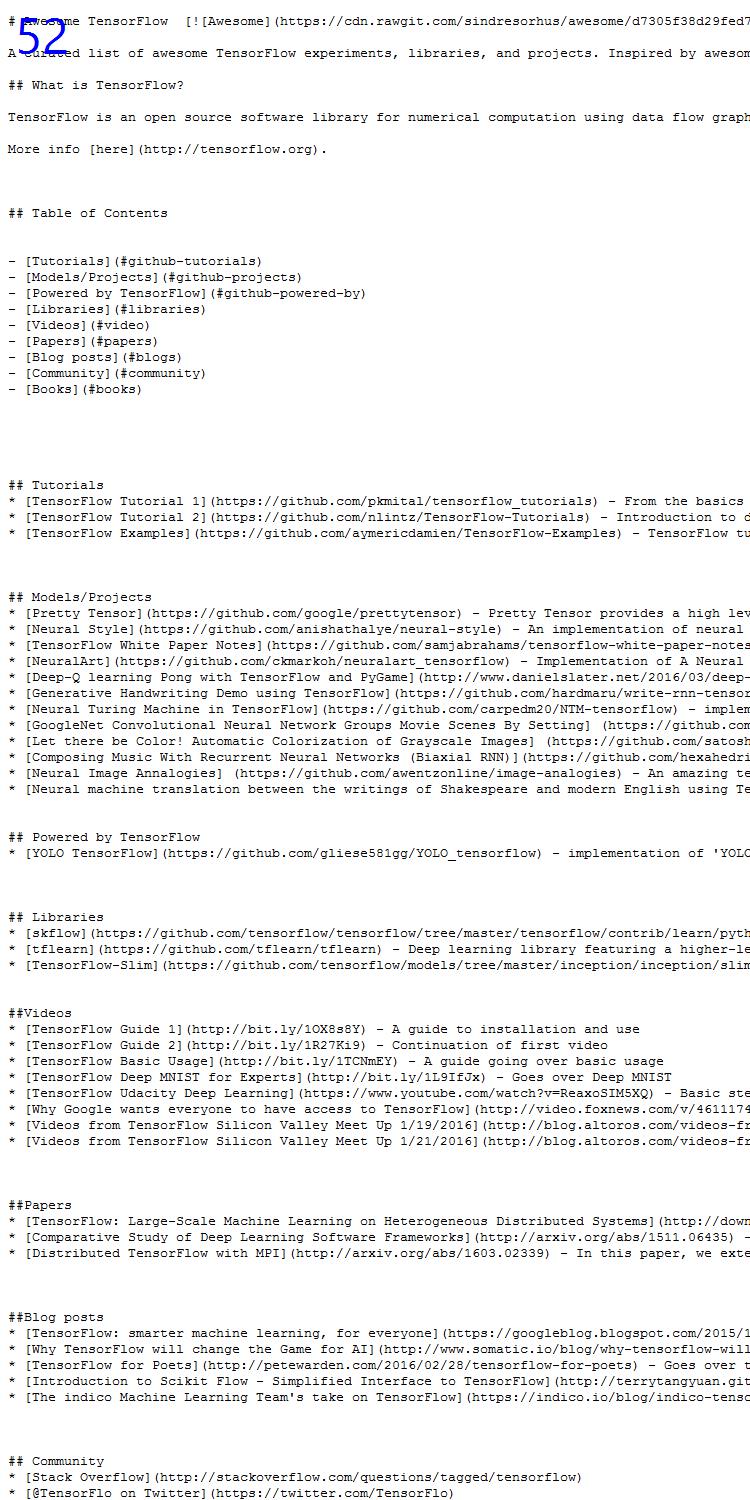 52
# Awesome TensorFlow  [![Awesome](https://cdn.rawgit.com/sindresorhus/awesome/d7305f38d29fed7
A curated list of awesome TensorFlow experiments, libraries, and projects. Inspired by awesom
## What is TensorFlow?
TensorFlow is an open source software library for numerical computation using data flow graph
More info [here](http://tensorflow.org).
## Table of Contents
- [Tutorials](#github-tutorials)
- [Models/Projects](#github-projects)
- [Powered by TensorFlow](#github-powered-by)
- [Libraries](#libraries)
- [Videos](#video)
- [Papers](#papers)
- [Blog posts](#blogs)
- [Community](#community)
- [Books](#books)
## Tutorials
* [TensorFlow Tutorial 1](https://github.com/pkmital/tensorflow_tutorials) - From the basics
* [TensorFlow Tutorial 2](https://github.com/nlintz/TensorFlow-Tutorials) - Introduction to d
* [TensorFlow Examples](https://github.com/aymericdamien/TensorFlow-Examples) - TensorFlow tu
## Models/Projects
* [Pretty Tensor](https://github.com/google/prettytensor) - Pretty Tensor provides a high lev
* [Neural Style](https://github.com/anishathalye/neural-style) - An implementation of neural
* [TensorFlow White Paper Notes](https://github.com/samjabrahams/tensorflow-white-paper-notes
* [NeuralArt](https://github.com/ckmarkoh/neuralart_tensorflow) - Implementation of A Neural
* [Deep-Q learning Pong with TensorFlow and PyGame](http://www.danielslater.net/2016/03/deep-
* [Generative Handwriting Demo using TensorFlow](https://github.com/hardmaru/write-rnn-tensor
* [Neural Turing Machine in TensorFlow](https://github.com/carpedm20/NTM-tensorflow) - implem
* [GoogleNet Convolutional Neural Network Groups Movie Scenes By Setting] (https://github.com
* [Let there be Color! Automatic Colorization of Grayscale Images] (https://github.com/satosh
* [Composing Music With Recurrent Neural Networks (Biaxial RNN)](https://github.com/hexahedri
* [Neural Image Annalogies] (https://github.com/awentzonline/image-analogies) - An amazing te
* [Neural machine translation between the writings of Shakespeare and modern English using Te
## Powered by TensorFlow
* [YOLO TensorFlow](https://github.com/gliese581gg/YOLO_tensorflow) - implementation of 'YOLO
## Libraries
* [skflow](https://github.com/tensorflow/tensorflow/tree/master/tensorflow/contrib/learn/pyth
* [tflearn](https://github.com/tflearn/tflearn) - Deep learning library featuring a higher-le
* [TensorFlow-Slim](https://github.com/tensorflow/models/tree/master/inception/inception/slim
##Videos
* [TensorFlow Guide 1](http://bit.ly/1OX8s8Y) - A guide to installation and use
* [TensorFlow Guide 2](http://bit.ly/1R27Ki9) - Continuation of first video
* [TensorFlow Basic Usage](http://bit.ly/1TCNmEY) - A guide going over basic usage
* [TensorFlow Deep MNIST for Experts](http://bit.ly/1L9IfJx) - Goes over Deep MNIST
* [TensorFlow Udacity Deep Learning](https://www.youtube.com/watch?v=ReaxoSIM5XQ) - Basic ste
* [Why Google wants everyone to have access to TensorFlow](http://video.foxnews.com/v/4611174
* [Videos from TensorFlow Silicon Valley Meet Up 1/19/2016](http://blog.altoros.com/videos-fr
* [Videos from TensorFlow Silicon Valley Meet Up 1/21/2016](http://blog.altoros.com/videos-fr
##Papers
* [TensorFlow: Large-Scale Machine Learning on Heterogeneous Distributed Systems](http://down
* [Comparative Study of Deep Learning Software Frameworks](http://arxiv.org/abs/1511.06435) -
* [Distributed TensorFlow with MPI](http://arxiv.org/abs/1603.02339) - In this paper, we exte
##Blog posts
* [TensorFlow: smarter machine learning, for everyone](https://googleblog.blogspot.com/2015/1
* [Why TensorFlow will change the Game for AI](http://www.somatic.io/blog/why-tensorflow-will
* [TensorFlow for Poets](http://petewarden.com/2016/02/28/tensorflow-for-poets) - Goes over t
* [Introduction to Scikit Flow - Simplified Interface to TensorFlow](http://terrytangyuan.git
* [The indico Machine Learning Team's take on TensorFlow](https://indico.io/blog/indico-tenso
## Community
* [Stack Overflow](http://stackoverflow.com/questions/tagged/tensorflow)
* [@TensorFlo on Twitter](https://twitter.com/TensorFlo)